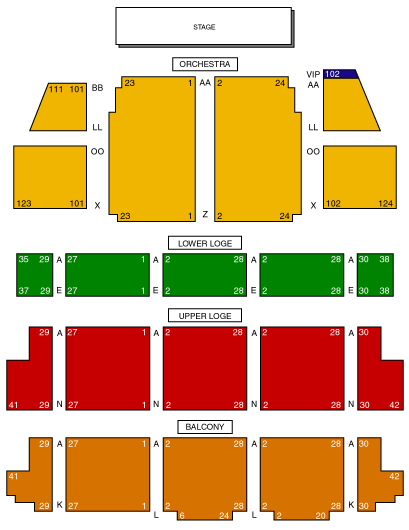 STAGE
ORCHESTRA
VIP 102
23 1 AA 2 24 AA
111 101 BB
LL LL
OO OO
123 101 X X 102 124
23 1 Z 2 24
LOWER LOGE
35 29 A 27 1 A 2 28 A 2 28 A 30 38
37 29 E 27 1 E 2 28 E 2 28 E 30 38
UPPER LOGE
29 A 27 1 A 2 28 A 2 28 A 30
41 29 N 27 1 N 2 28 N 2 28 N 30 42
BALCONY
29 A 27 1 A 2 28 A 2 28 A 30
41 42
29 K 27 1 2 28 2 28 K 30
L 6 24 L 2 20